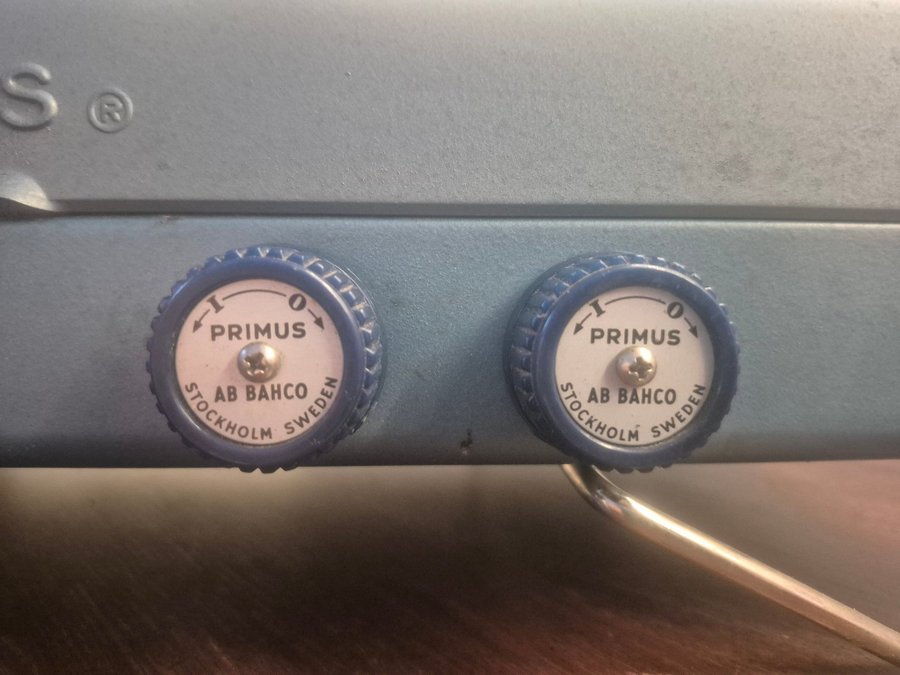 S ®
I O
PRIMUS
AB BAHCO
STOCKHOLM SWEDEN
I O
PRIMUS
AB BAHCO
STOCKHOLM SWEDEN